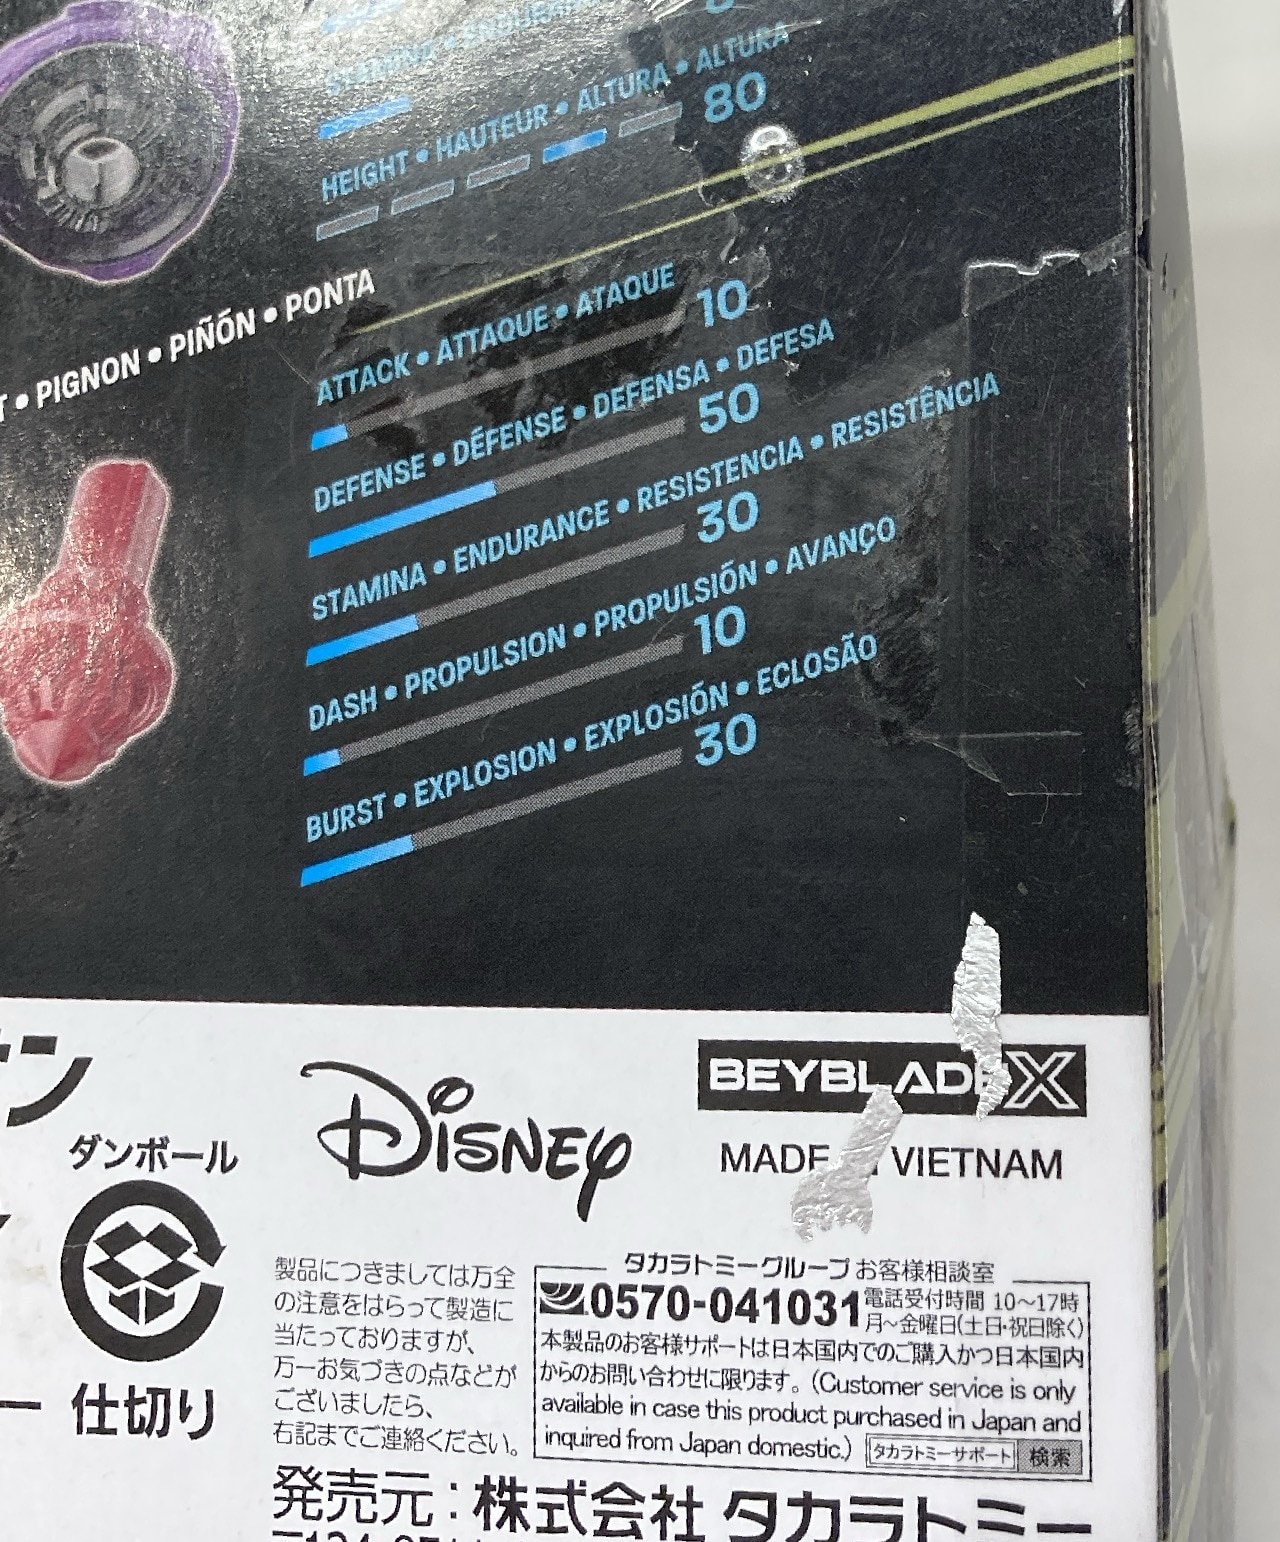 STAMINA • ENDURANCE
HEIGHT • HAUTEUR • ALTURA • ALTURA
80
• PIGNON • PIÑÓN • PONTA
ATTACK • ATTAQUE • ATAQUE
10
DEFENSE • DÉFENSE • DEFENSA • DEFESA
50
STAMINA • ENDURANCE • RESISTENCIA • RESISTÊNCIA
30
DASH • PROPULSION • PROPULSIÓN • AVANÇO
10
BURST • EXPLOSION • EXPLOSIÓN • ECLOSÃO
30
Disney
BEYBLADE X
MADE VIETNAM
ダンボール
仕切り
製品につきましては万全
の注意をはらって製造に
当たっておりますが、
万一お気づきの点などが
ございましたら、
右記までご連絡ください。
タカラトミーグループ お客様相談室
0570-041031 電話受付時間 10～17時
月～金曜日(土日・祝日除く)
本製品のお客様サポートは日本国内でのご購入かつ日本国内
からのお問い合わせに限ります。(Customer service is only
available in case this product purchased in Japan and
inquired from Japan domestic.) タカラトミーサポート 検索
発売元：株式会社 タカラトミー